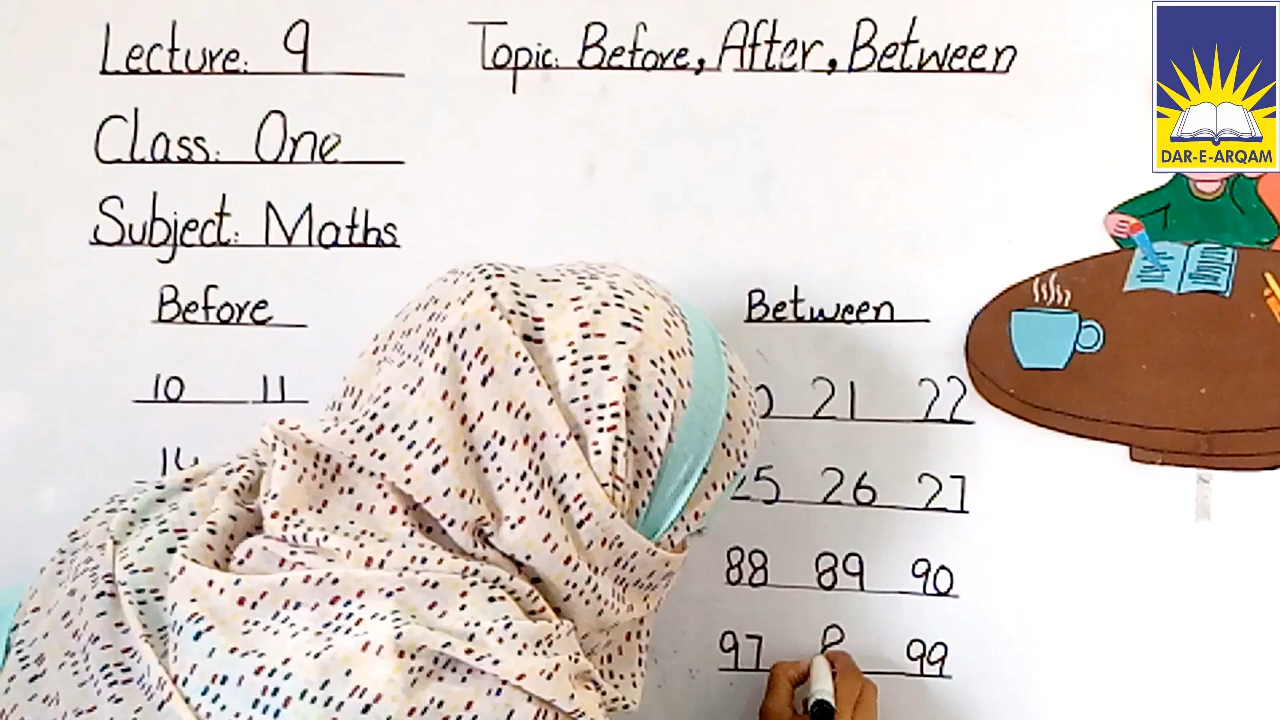 Lecture: 9 Topic: Before, After, Between
Class: One
Subject: Maths
DAR-E-ARQAM
Before Between
10 11 21 22
25 26 27
88 89 90
97 99